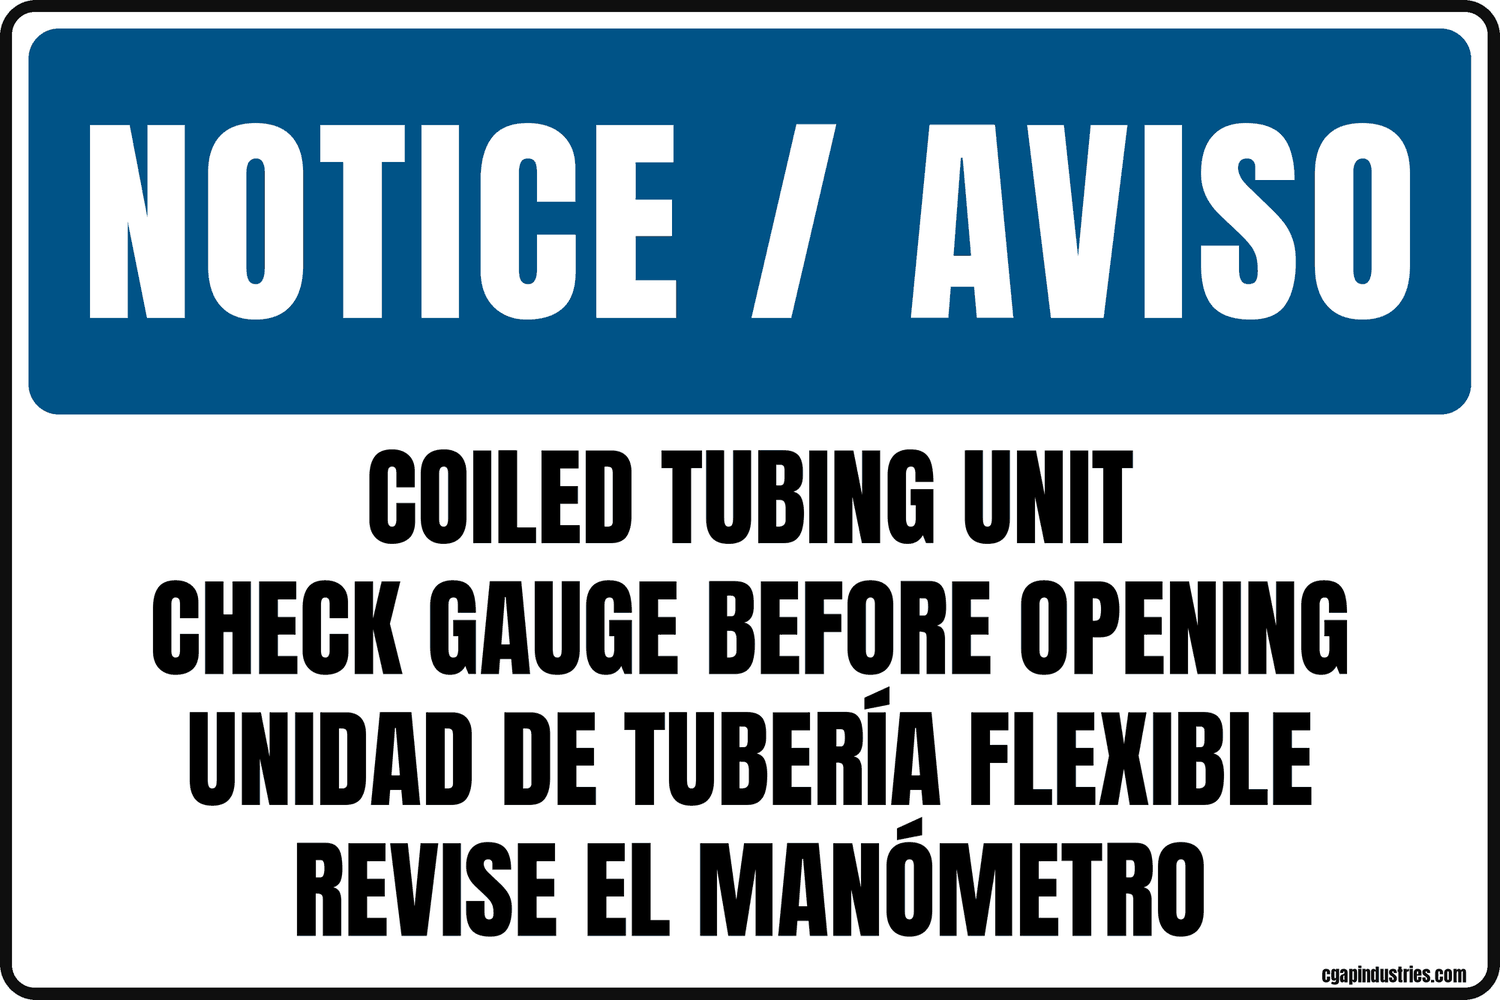 NOTICE / AVISO
COILED TUBING UNIT
CHECK GAUGE BEFORE OPENING
UNIDAD DE TUBERÍA FLEXIBLE
REVISE EL MANÓMETRO
cgapindustries.com